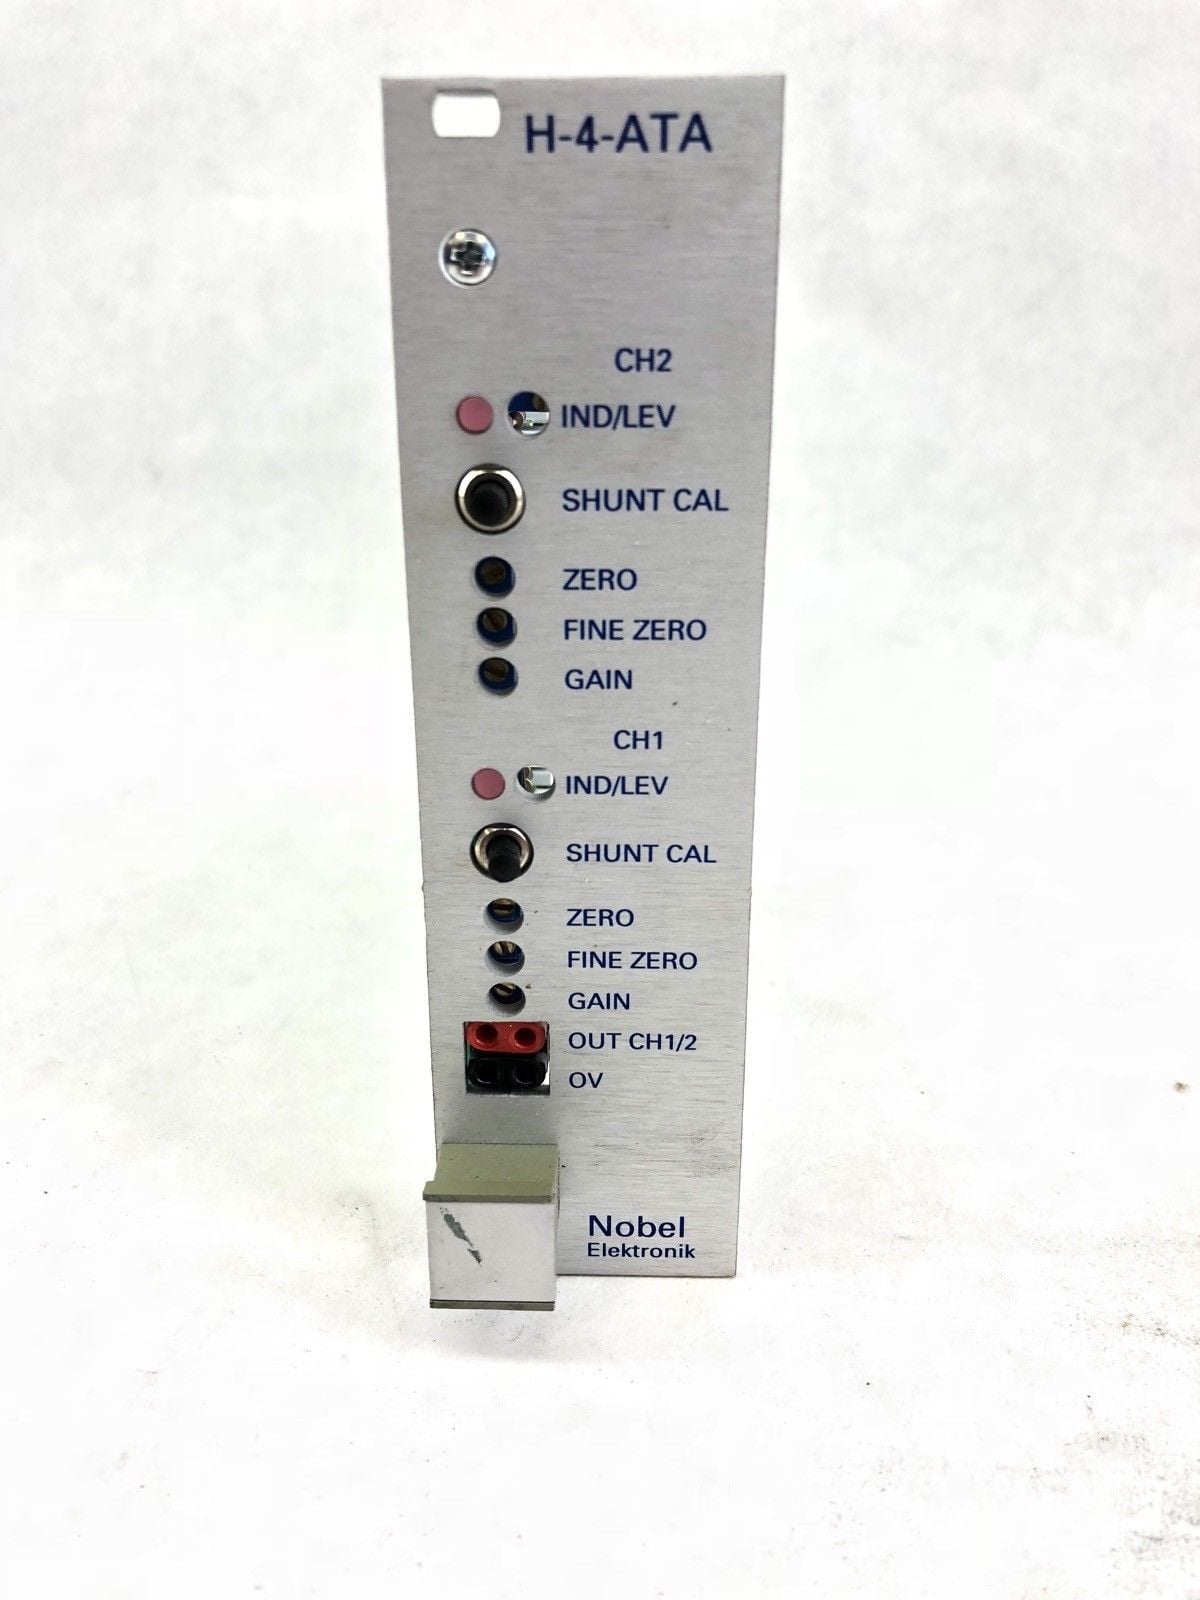 H-4-ATA
CH2
IND/LEV
SHUNT CAL
ZERO
FINE ZERO
GAIN
CH1
IND/LEV
SHUNT CAL
ZERO
FINE ZERO
GAIN
OUT CH1/2
OV
Nobel
Elektronik